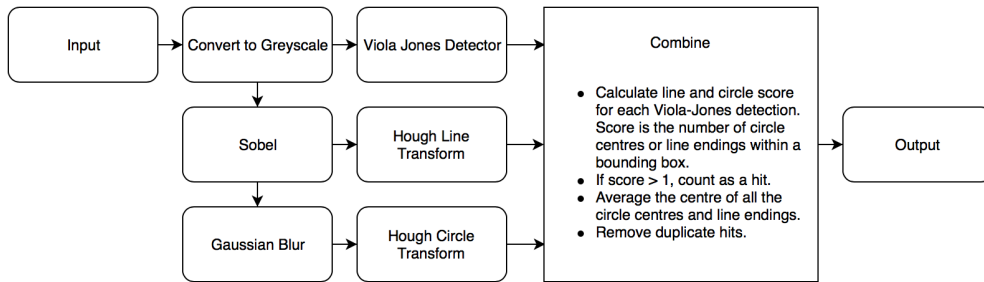 Input
Convert to Greyscale
Viola Jones Detector
Combine
● Calculate line and circle score
for each Viola-Jones detection.
Score is the number of circle
centres or line endings within a
bounding box.
● If score > 1, count as a hit.
● Average the centre of all the
circle centres and line endings.
● Remove duplicate hits.
Sobel
Hough Line
Transform
Output
Gaussian Blur
Hough Circle
Transform